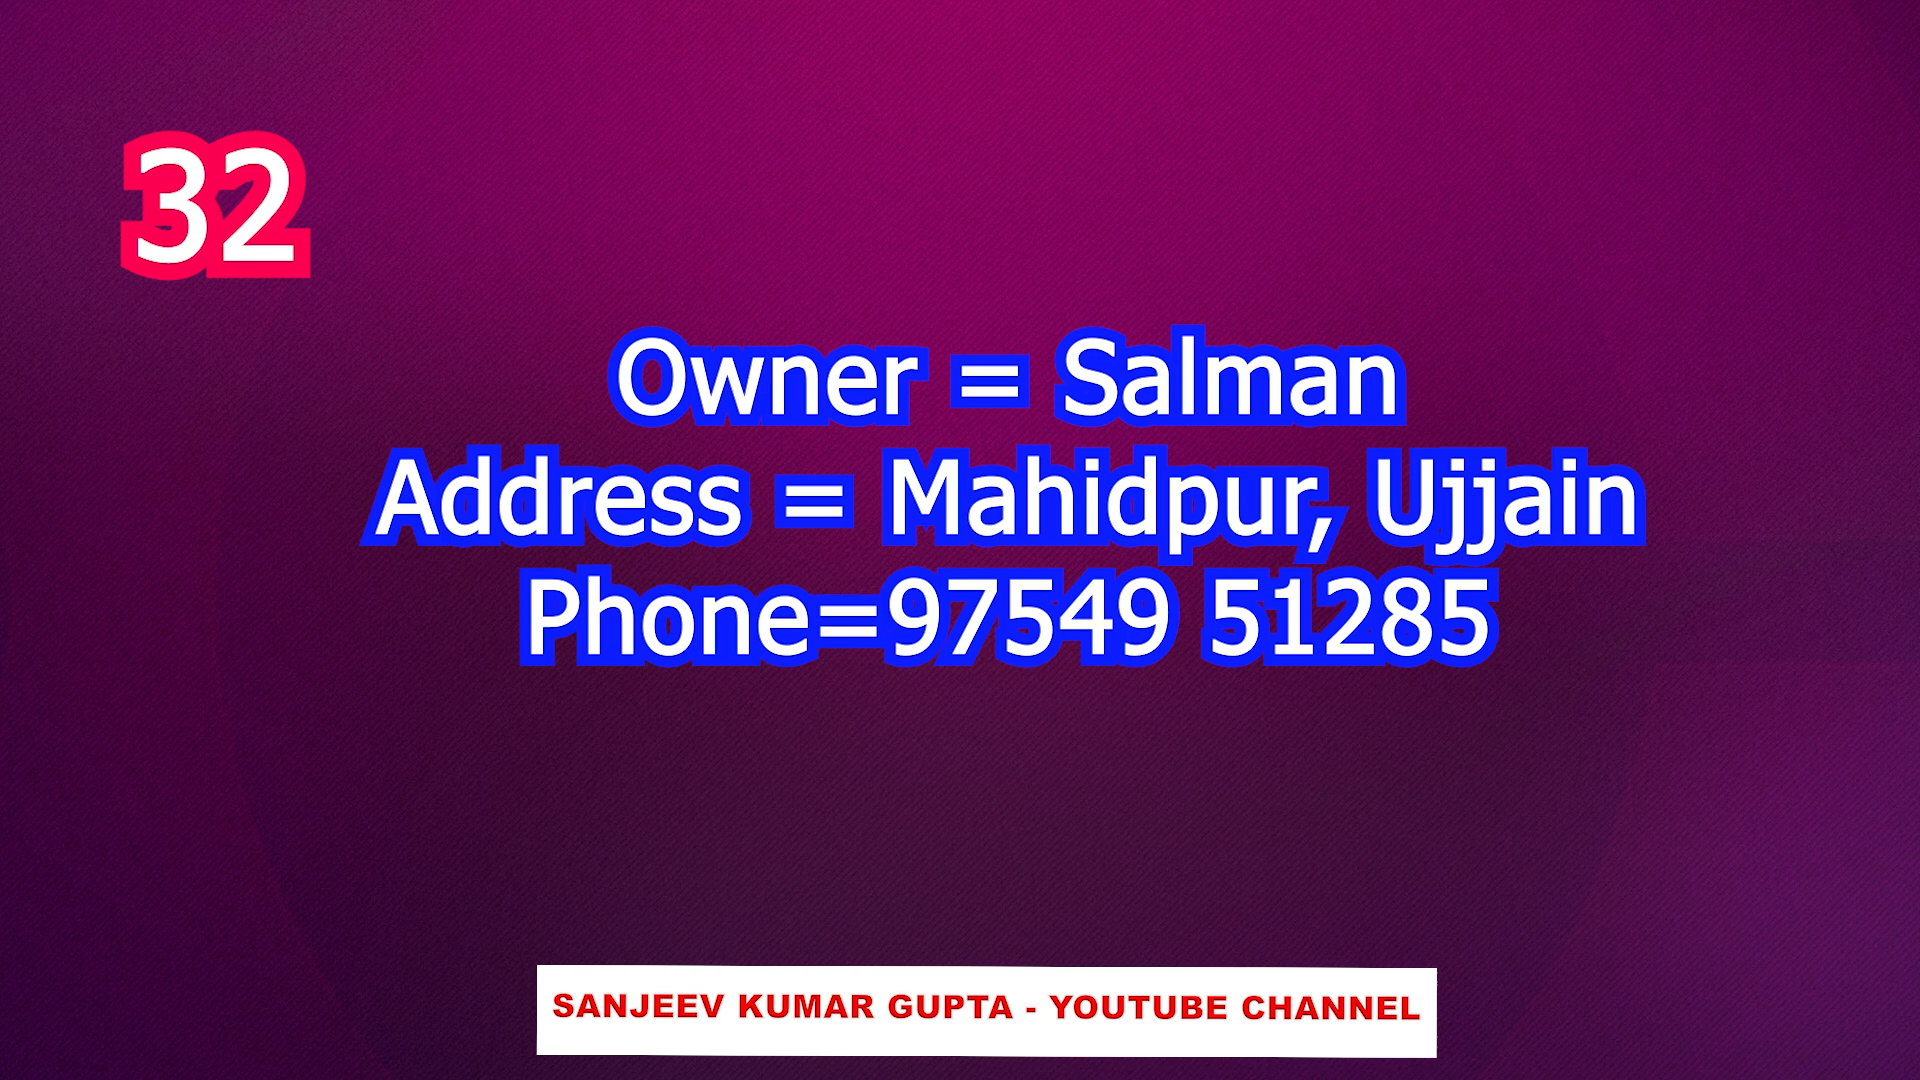 32
Owner = Salman
Address = Mahidpur, Ujjain
Phone=97549 51285
SANJEEV KUMAR GUPTA - YOUTUBE CHANNEL